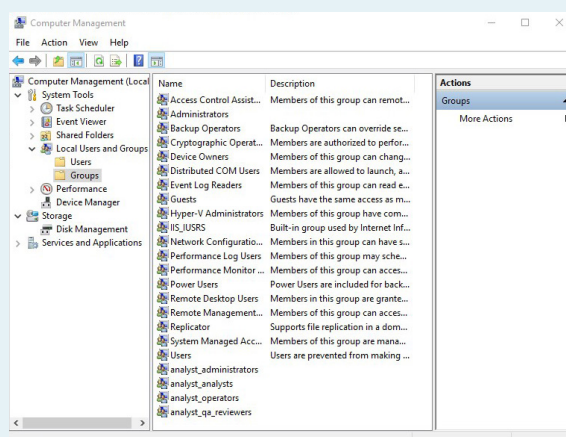 Computer Management
File Action View Help
Computer Management (Local
System Tools
Task Scheduler
Event Viewer
Shared Folders
Local Users and Groups
Users
Groups
Performance
Device Manager
Storage
Disk Management
Services and Applications
Name Description
Access Control Assist... Members of this group can remot...
Administrators
Backup Operators Backup Operators can override se...
Cryptographic Operat... Members are authorized to perfor...
Device Owners Members of this group can chang...
Distributed COM Users Members are allowed to launch, a...
Event Log Readers Members of this group can read e...
Guests Guests have the same access as m...
Hyper-V Administrators Members of this group have com...
IIS_IUSRS Built-in group used by Internet Inf...
Network Configuratio... Members in this group can have s...
Performance Log Users Members of this group may sche...
Performance Monitor ... Members of this group can acces...
Power Users Power Users are included for back...
Remote Desktop Users Members in this group are grante...
Remote Management... Members of this group can acces...
Replicator Supports file replication in a dom...
System Managed Acc... Members of this group are mana...
Users Users are prevented from making ...
analyst_administrators
analyst_analysts
analyst_operators
analyst_qa_reviewers
Actions
Groups
More Actions